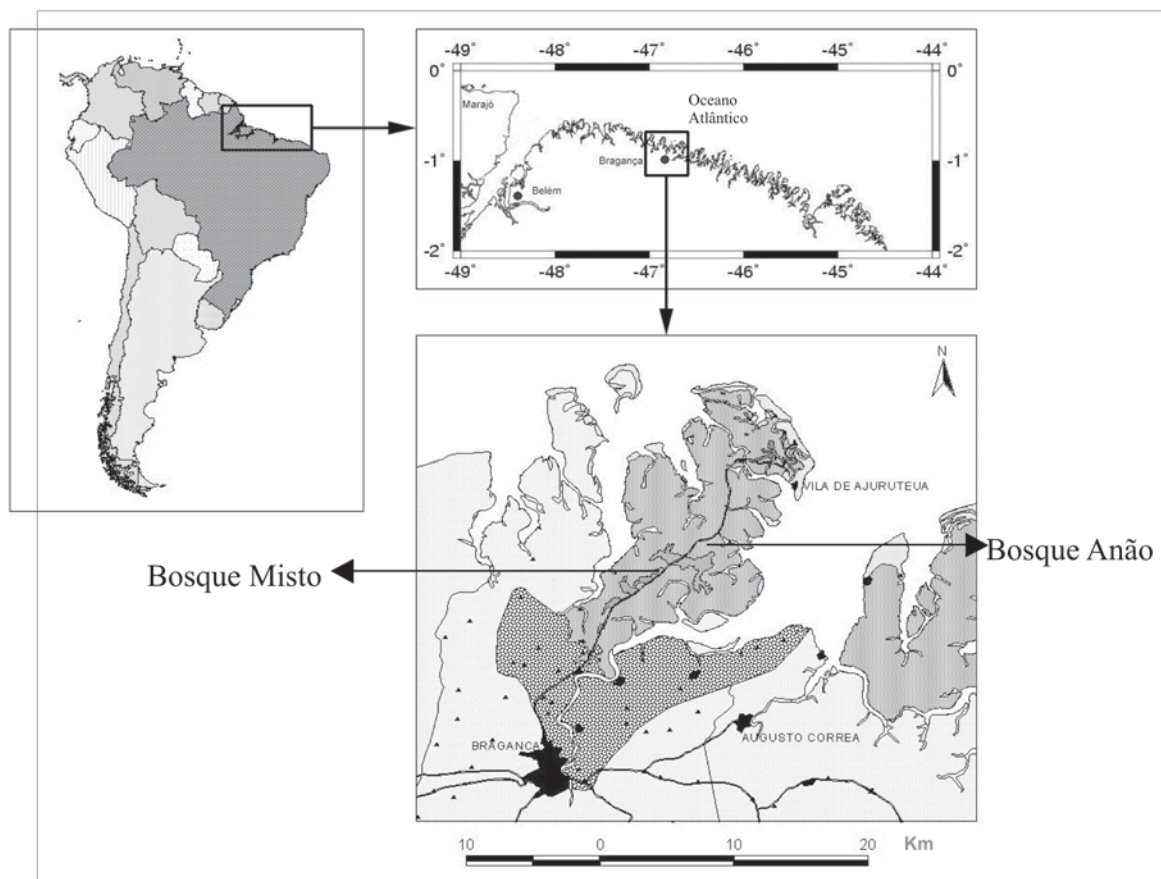 -49˚ -48˚ -47˚ -46˚ -45˚ -44˚
0˚ 0˚
Marajó
Oceano
Atlântico
Bragança
-1˚ -1˚
Belém
-2˚ -2˚
-49˚ -48˚ -47˚ -46˚ -45˚ -44˚
N
VILA DE AJURUTEUA
Bosque Misto
Bosque Anão
BRAGANCA
AUGUSTO CORREA
10 0 10 20 Km